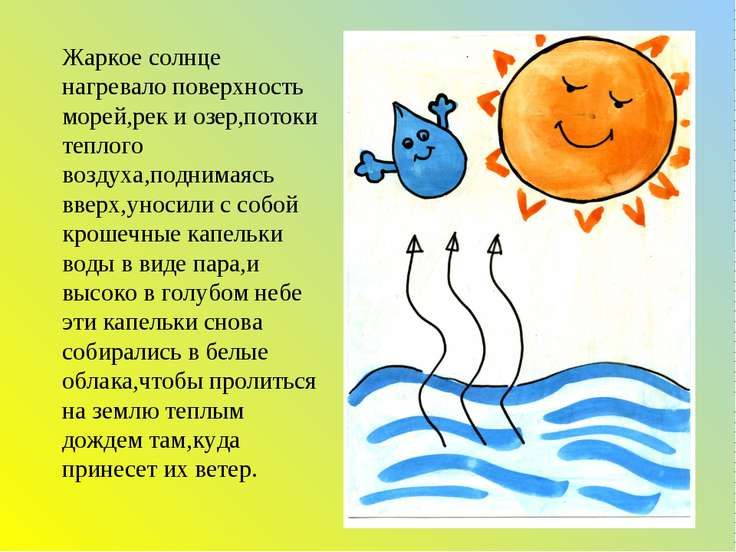 Жаркое солнце
нагревало поверхность
морей,рек и озер,потоки
теплого
воздуха,поднимаясь
вверх,уносили с собой
крошечные капельки
воды в виде пара,и
высоко в голубом небе
эти капельки снова
собирались в белые
облака,чтобы пролиться
на землю теплым
дождем там,куда
принесет их ветер.